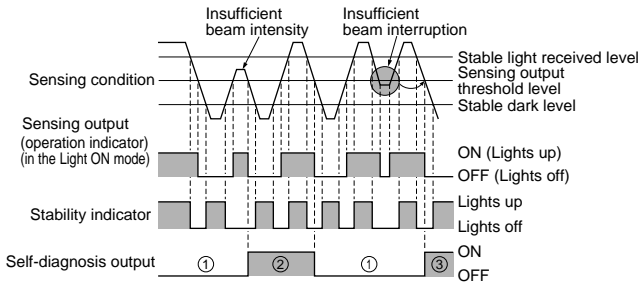 Insufficient
beam intensity
Insufficient
beam interruption
Stable light received level
Sensing condition
Sensing output
threshold level
Stable dark level
Sensing output
(operation indicator)
(in the Light ON mode)
ON (Lights up)
OFF (Lights off)
Stability indicator
Lights up
Lights off
Self-diagnosis output
① ② ① ③
ON
OFF